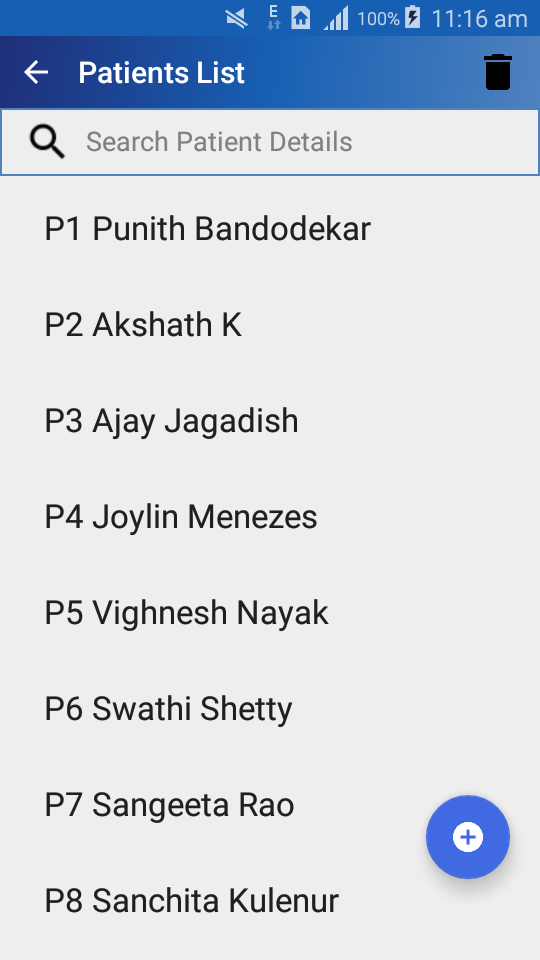 E 100% 11:16 am
Patients List
Search Patient Details
P1 Punith Bandodekar
P2 Akshath K
P3 Ajay Jagadish
P4 Joylin Menezes
P5 Vighnesh Nayak
P6 Swathi Shetty
P7 Sangeeta Rao
P8 Sanchita Kulenur